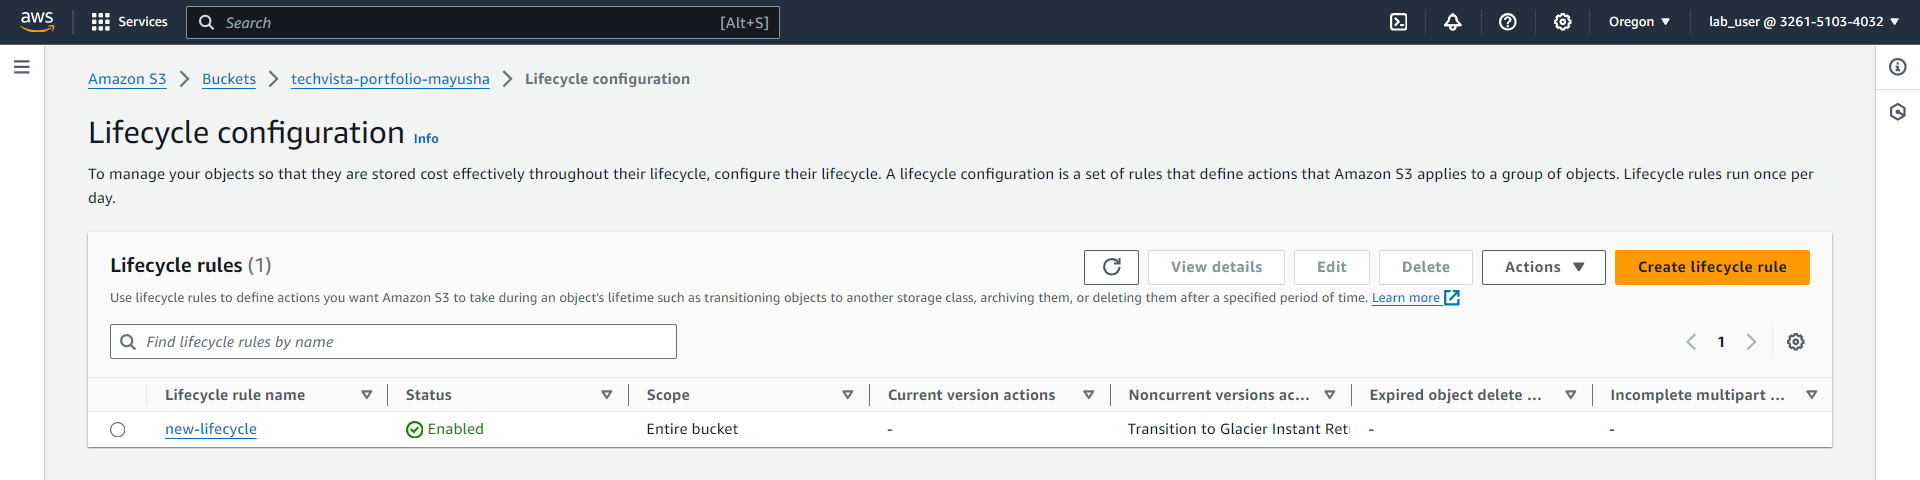 aws Services Search [Alt+S] Oregon lab_user @ 3261-5103-4032
Amazon S3 Buckets techvista-portfolio-mayusha Lifecycle configuration
Lifecycle configuration Info
To manage your objects so that they are stored cost effectively throughout their lifecycle, configure their lifecycle. A lifecycle configuration is a set of rules that define actions that Amazon S3 applies to a group of objects. Lifecycle rules run once per
day.
Lifecycle rules (1) View details Edit Delete Actions Create lifecycle rule
Use lifecycle rules to define actions you want Amazon S3 to take during an object's lifetime such as transitioning objects to another storage class, archiving them, or deleting them after a specified period of time. Learn more
Find lifecycle rules by name 1
Lifecycle rule name Status Scope Current version actions Noncurrent versions ac... Expired object delete ... Incomplete multipart ...
new-lifecycle Enabled Entire bucket - Transition to Glacier Instant Ret - -